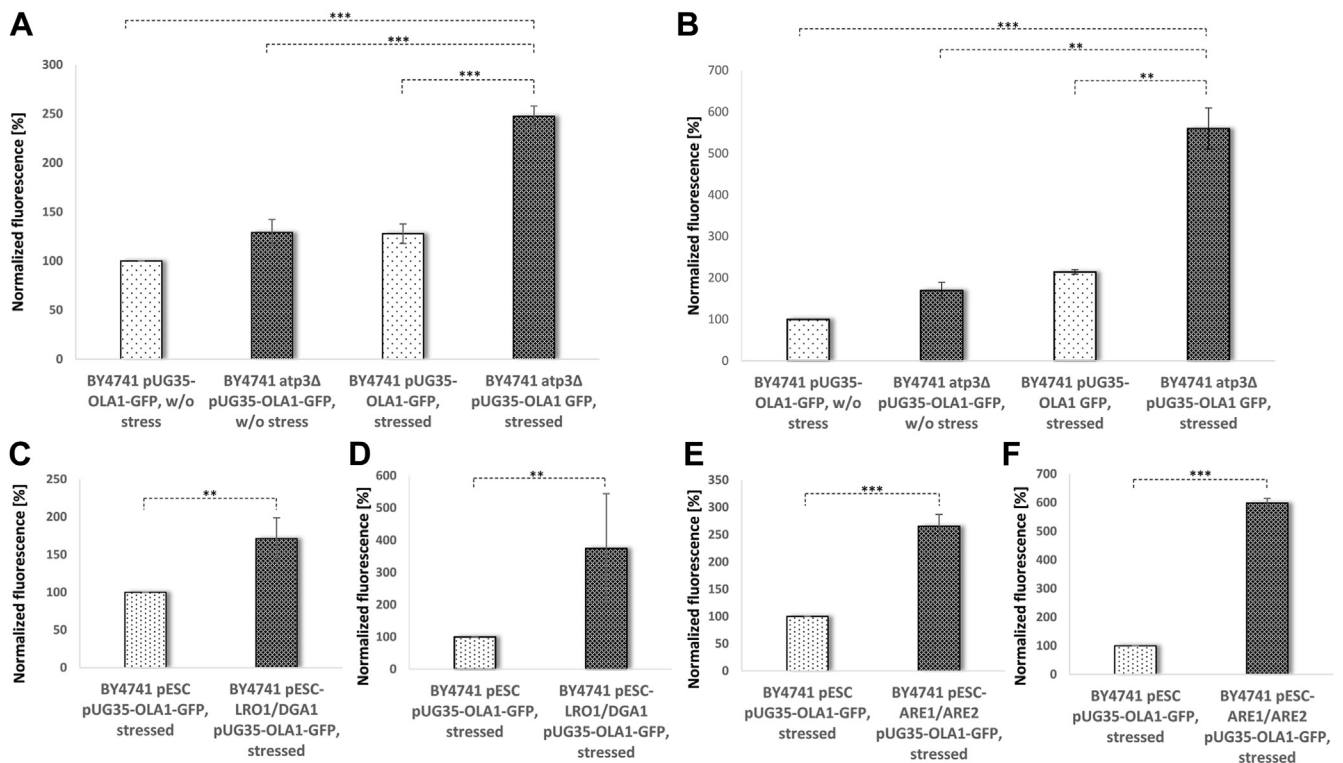 A
***
***
***
Normalized fluorescence [%]
300
250
200
150
100
50
0
BY4741 pUG35-
OLA1-GFP, w/o
stress
BY4741 atp3Δ
pUG35-OLA1-GFP,
w/o stress
BY4741 pUG35-
OLA1-GFP,
stressed
BY4741 atp3Δ
pUG35-OLA1 GFP,
stressed
B
***
**
**
Normalized fluorescence [%]
700
600
500
400
300
200
100
0
BY4741 pUG35-
OLA1-GFP, w/o
stress
BY4741 atp3Δ
pUG35-OLA1-GFP,
w/o stress
BY4741 pUG35-
OLA1 GFP,
stressed
BY4741 atp3Δ
pUG35-OLA1 GFP,
stressed
C
**
Normalized fluorescence [%]
250
200
150
100
50
0
BY4741 pESC
pUG35-OLA1-GFP,
stressed
BY4741 pESC-
LRO1/DGA1
pUG35-OLA1-GFP,
stressed
D
**
Normalized fluorescence [%]
600
500
400
300
200
100
0
BY4741 pESC
pUG35-OLA1-GFP,
stressed
BY4741 pESC-
LRO1/DGA1
pUG35-OLA1-GFP,
stressed
E
***
Normalized fluorescence [%]
350
300
250
200
150
100
50
0
BY4741 pESC
pUG35-OLA1-GFP,
stressed
BY4741 pESC-
ARE1/ARE2
pUG35-OLA1-GFP,
stressed
F
***
Normalized fluorescence [%]
700
600
500
400
300
200
100
0
BY4741 pESC
pUG35-OLA1-GFP,
stressed
BY4741 pESC-
ARE1/ARE2
pUG35-OLA1-GFP,
stressed